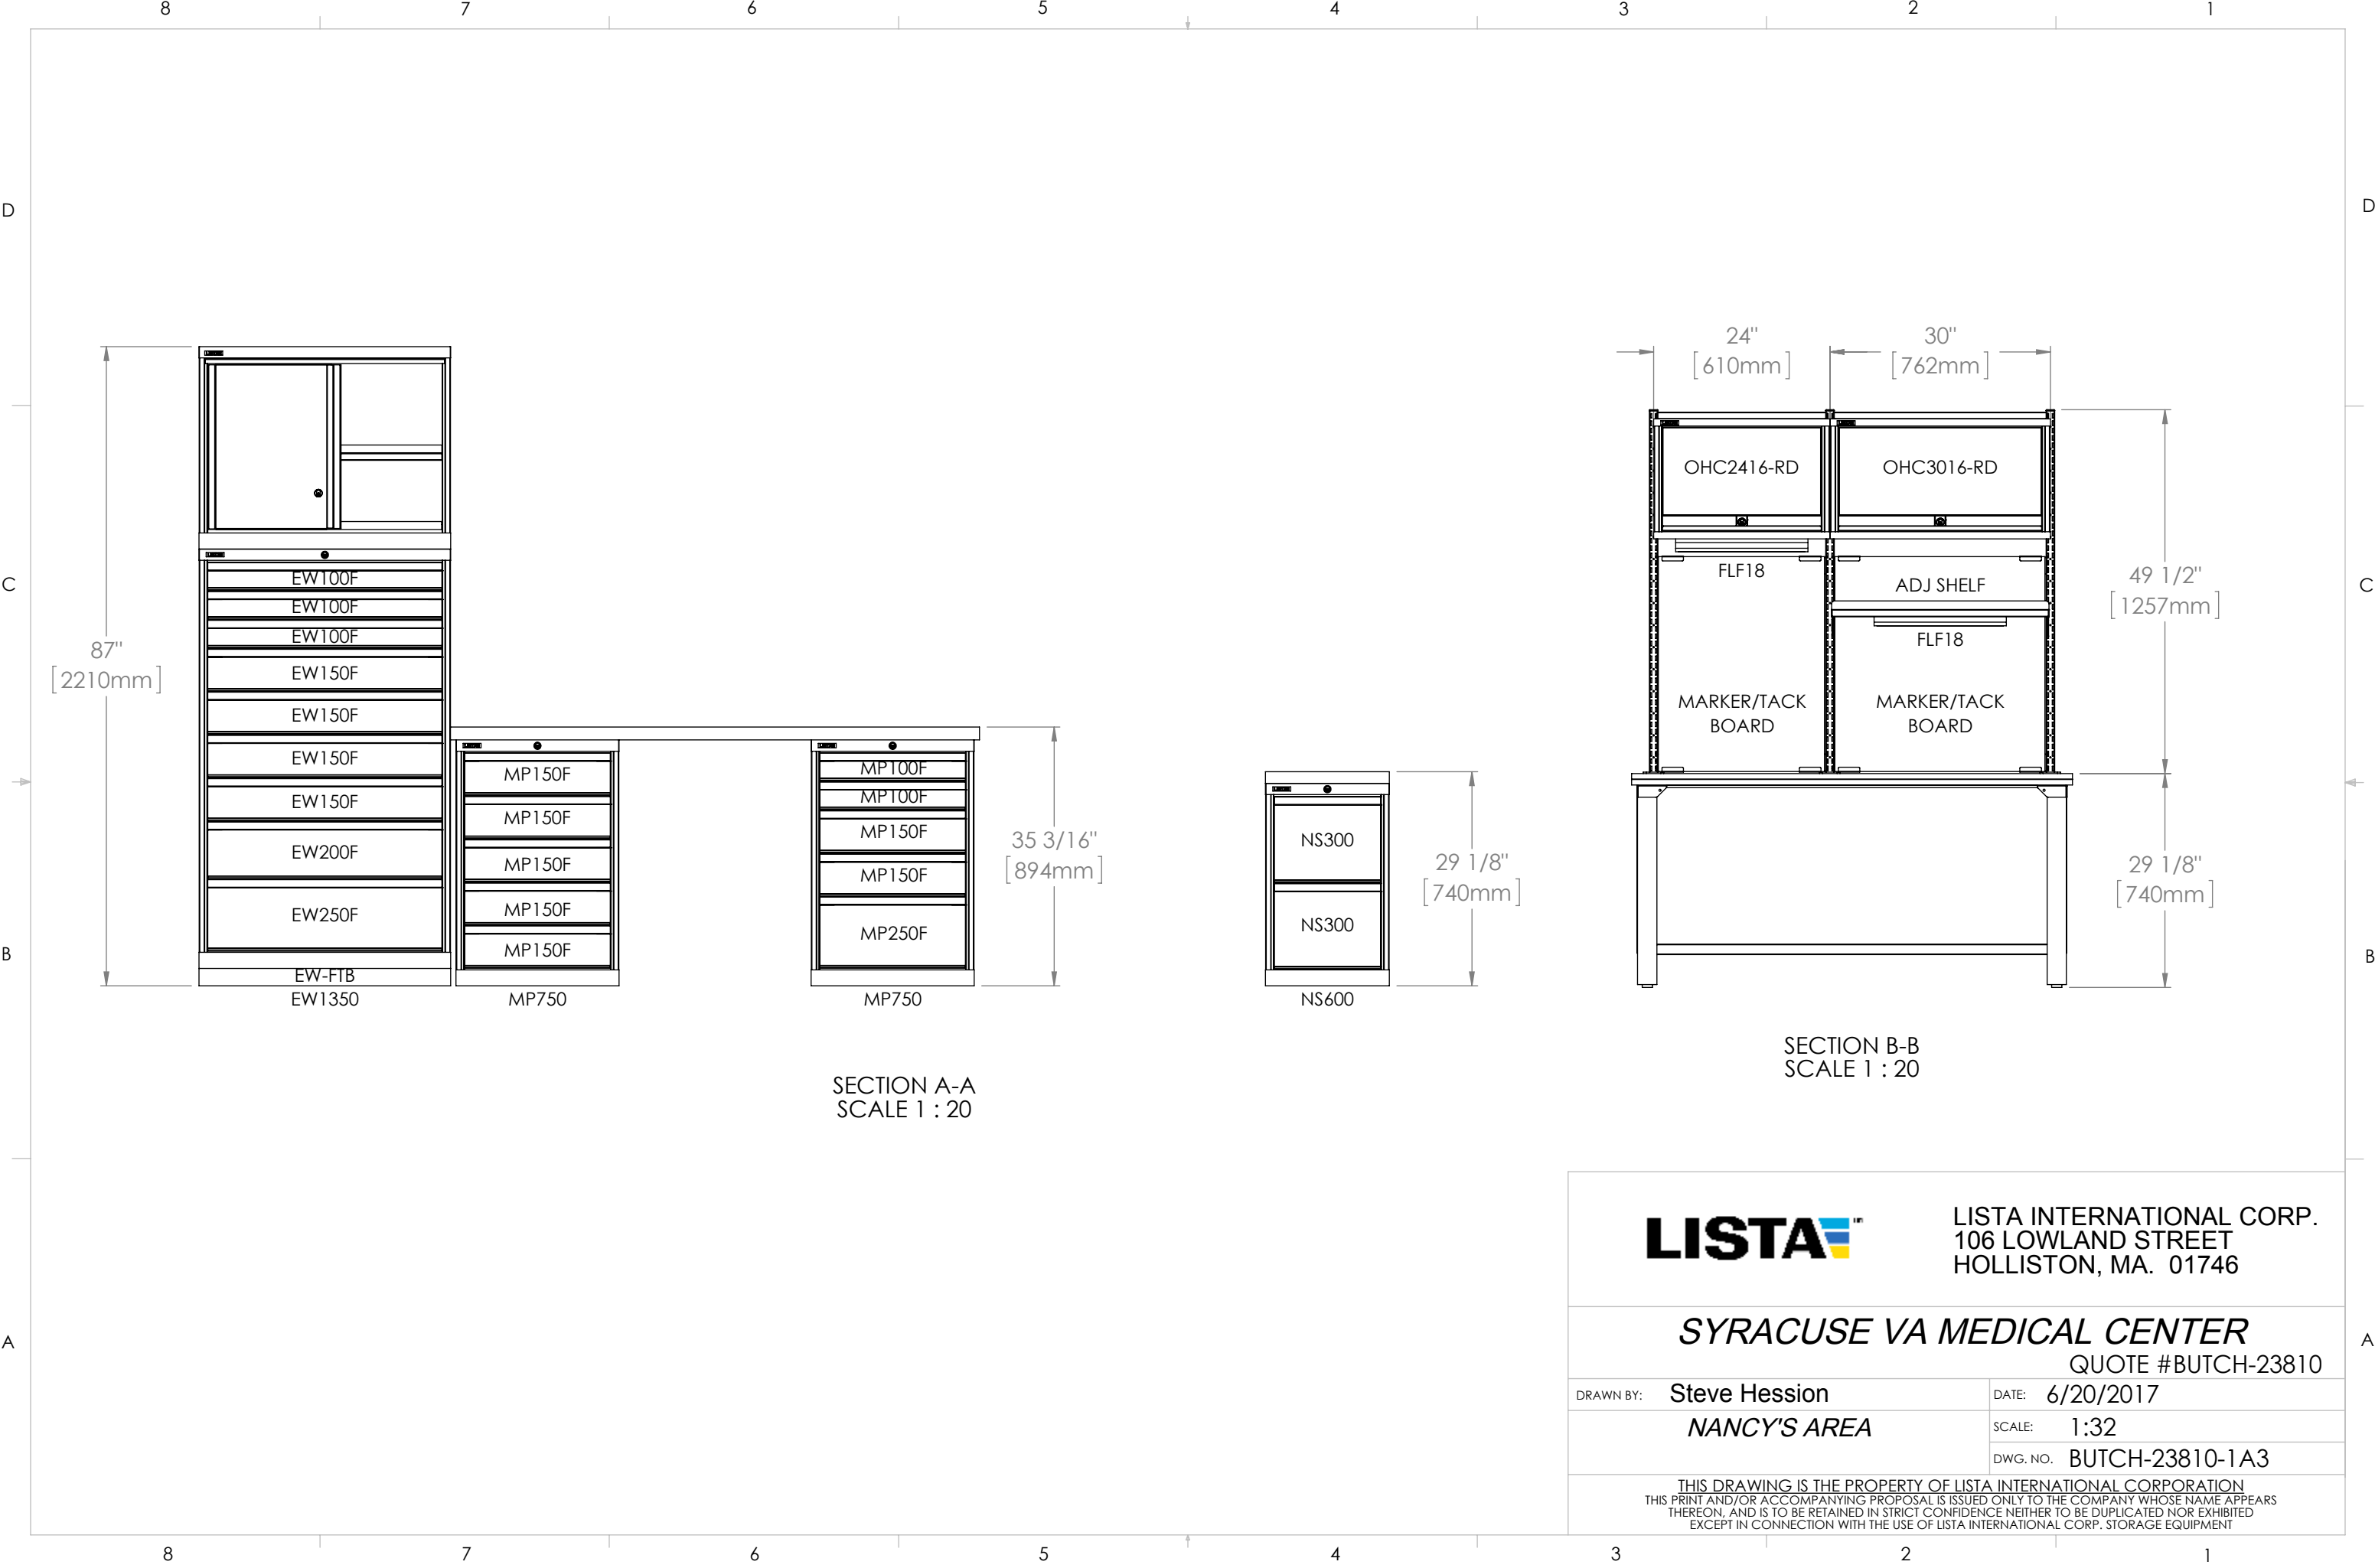 8 7 6 5 4 3 2 1
D
D
C
C
B
B
A
A
87"
[2210mm]
EW100F
EW100F
EW100F
EW150F
EW150F
EW150F
EW150F
EW200F
EW250F
EW-FTB
EW1350
MP150F
MP150F
MP150F
MP150F
MP150F
MP750
MP100F
MP100F
MP150F
MP150F
MP250F
MP750
35 3/16"
[894mm]
SECTION A-A
SCALE 1 : 20
NS300
NS300
NS600
29 1/8"
[740mm]
24"
[610mm]
30"
[762mm]
OHC2416-RD
OHC3016-RD
FLF18
ADJ SHELF
FLF18
MARKER/TACK
BOARD
MARKER/TACK
BOARD
49 1/2"
[1257mm]
29 1/8"
[740mm]
SECTION B-B
SCALE 1 : 20
LISTA
LISTA INTERNATIONAL CORP.
106 LOWLAND STREET
HOLLISTON, MA. 01746
SYRACUSE VA MEDICAL CENTER
QUOTE #BUTCH-23810
DRAWN BY: Steve Hession
DATE: 6/20/2017
NANCY'S AREA
SCALE: 1:32
DWG. NO. BUTCH-23810-1A3
THIS DRAWING IS THE PROPERTY OF LISTA INTERNATIONAL CORPORATION
THIS PRINT AND/OR ACCOMPANYING PROPOSAL IS ISSUED ONLY TO THE COMPANY WHOSE NAME APPEARS
THEREON, AND IS TO BE RETAINED IN STRICT CONFIDENCE NEITHER TO BE DUPLICATED NOR EXHIBITED
EXCEPT IN CONNECTION WITH THE USE OF LISTA INTERNATIONAL CORP. STORAGE EQUIPMENT
8 7 6 5 4 3 2 1